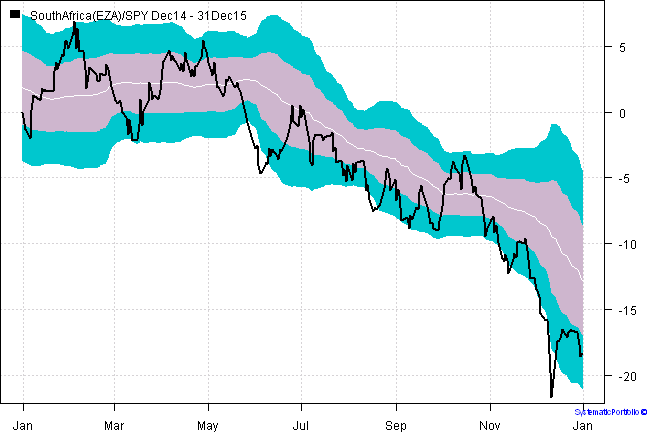 SouthAfrica(EZA)/SPY Dec14 - 31Dec15
5
0
-5
-10
-15
-20
Jan Mar May Jul Sep Nov Jan
SystematicPortfolio ©